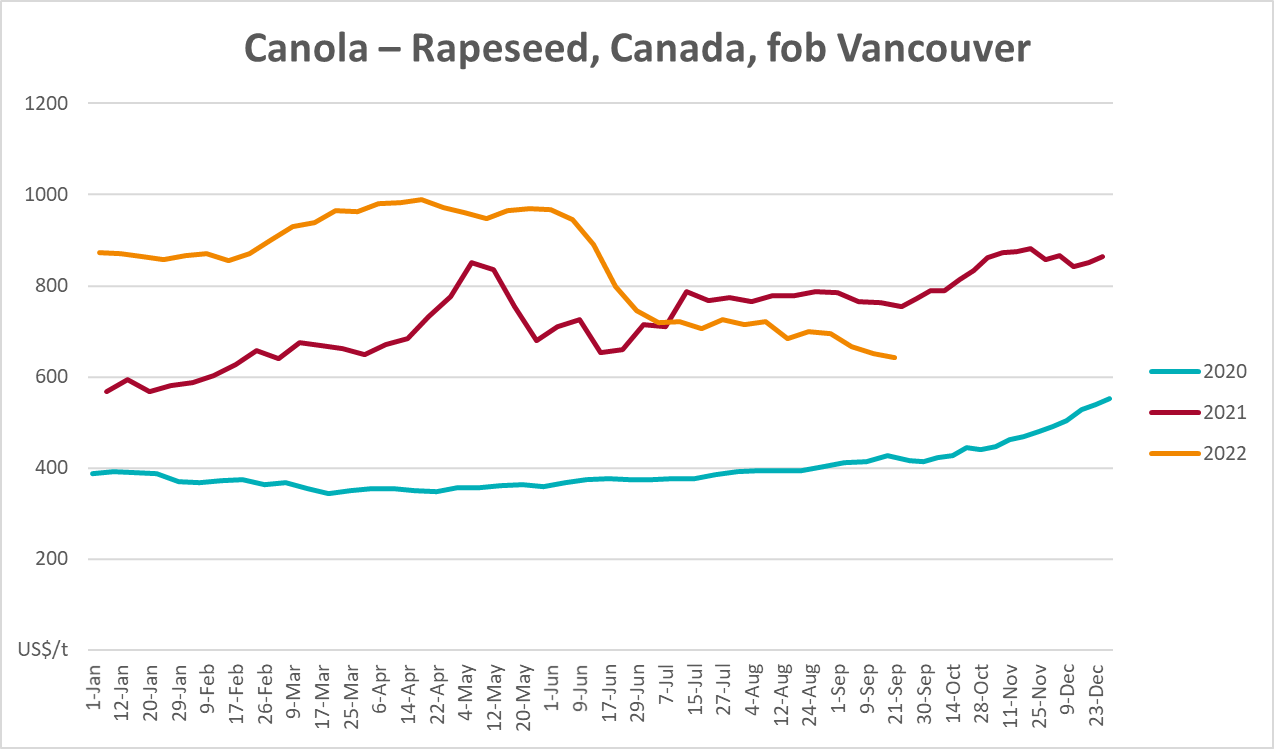 Canola – Rapeseed, Canada, fob Vancouver
1200
1000
800
600
400
200
US$/t
2020
2021
2022
1-Jan
12-Jan
20-Jan
29-Jan
9-Feb
17-Feb
26-Feb
9-Mar
17-Mar
25-Mar
6-Apr
14-Apr
22-Apr
4-May
12-May
20-May
1-Jun
9-Jun
17-Jun
29-Jun
7-Jul
15-Jul
27-Jul
4-Aug
12-Aug
24-Aug
1-Sep
9-Sep
21-Sep
30-Sep
14-Oct
28-Oct
11-Nov
25-Nov
9-Dec
23-Dec